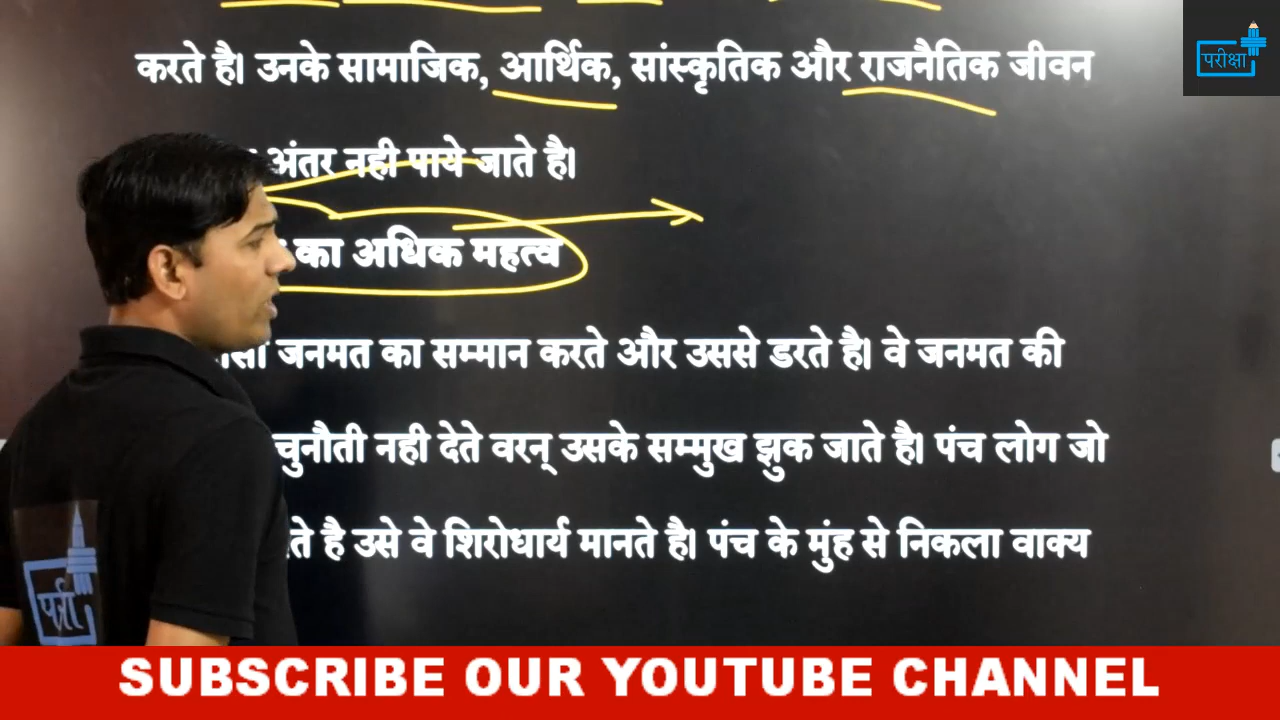 करते है। उनके सामाजिक, आर्थिक, सांस्कृतिक और राजनैतिक जीवन
परीक्षा
अंतर नही पाये जाते है।
का अधिक महत्व
जनमत का सम्मान करते और उससे डरते है। वे जनमत की
चुनौती नही देते वरन् उसके सम्मुख झुक जाते है। पंच लोग जो
है उसे वे शिरोधार्य मानते है। पंच के मुंह से निकला वाक्य
SUBSCRIBE OUR YOUTUBE CHANNEL